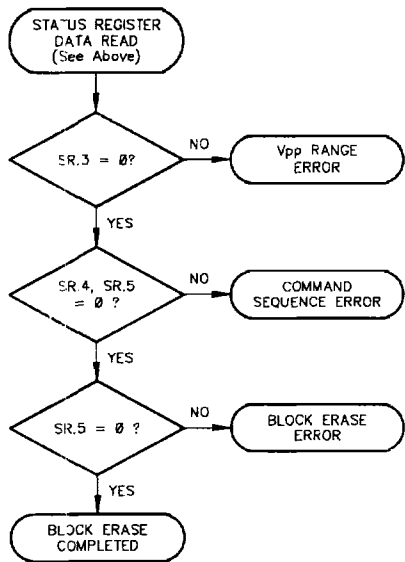 STATUS REGISTER
DATA READ
(See Above)
SR.3 = 0?
NO
Vpp RANGE
ERROR
YES
SR.4, SR.5
= 0 ?
NO
COMMAND
SEQUENCE ERROR
YES
SR.5 = 0 ?
NO
BLOCK ERASE
ERROR
YES
BLOCK ERASE
COMPLETED